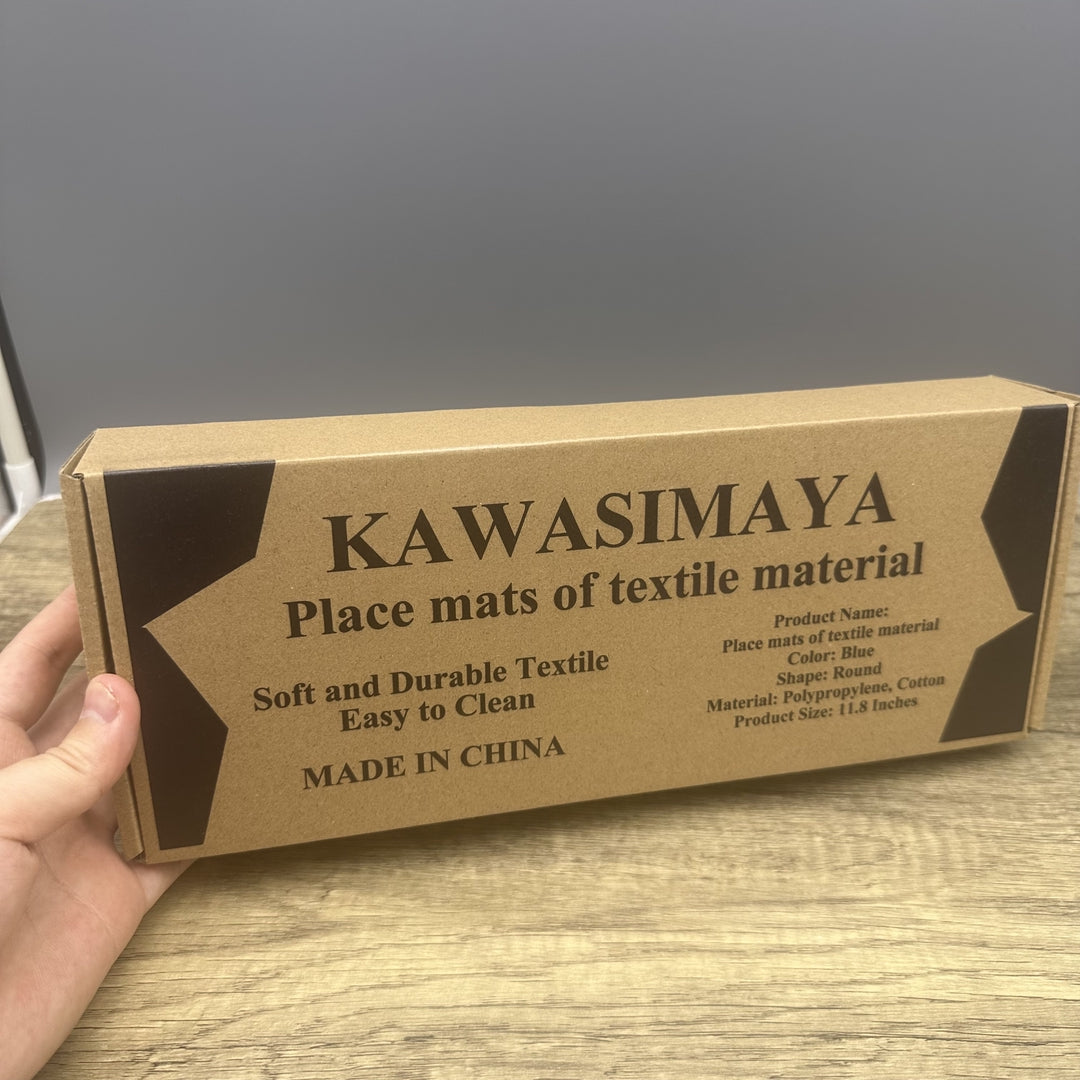 KAWASIMAYA
Place mats of textile material
Soft and Durable Textile
Easy to Clean
MADE IN CHINA
Product Name:
Place mats of textile material
Color: Blue
Shape: Round
Material: Polypropylene, Cotton
Product Size: 11.8 Inches